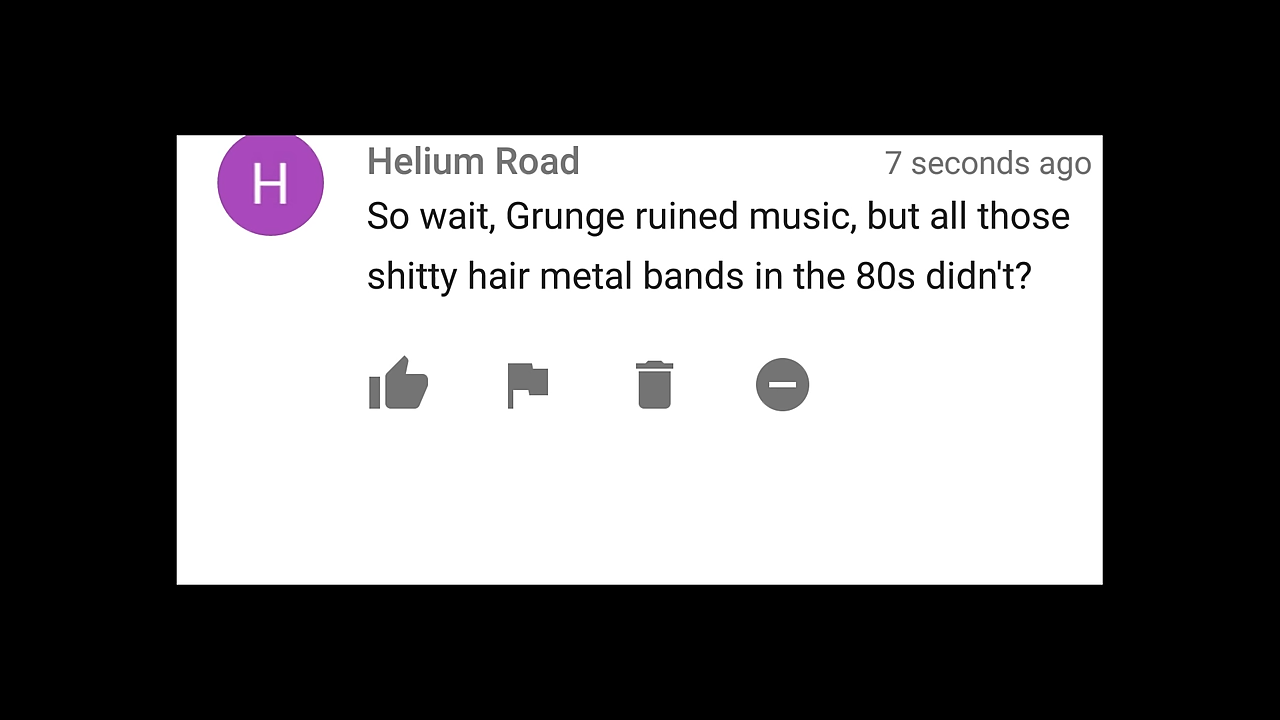 H
Helium Road 7 seconds ago
So wait, Grunge ruined music, but all those
shitty hair metal bands in the 80s didn't?